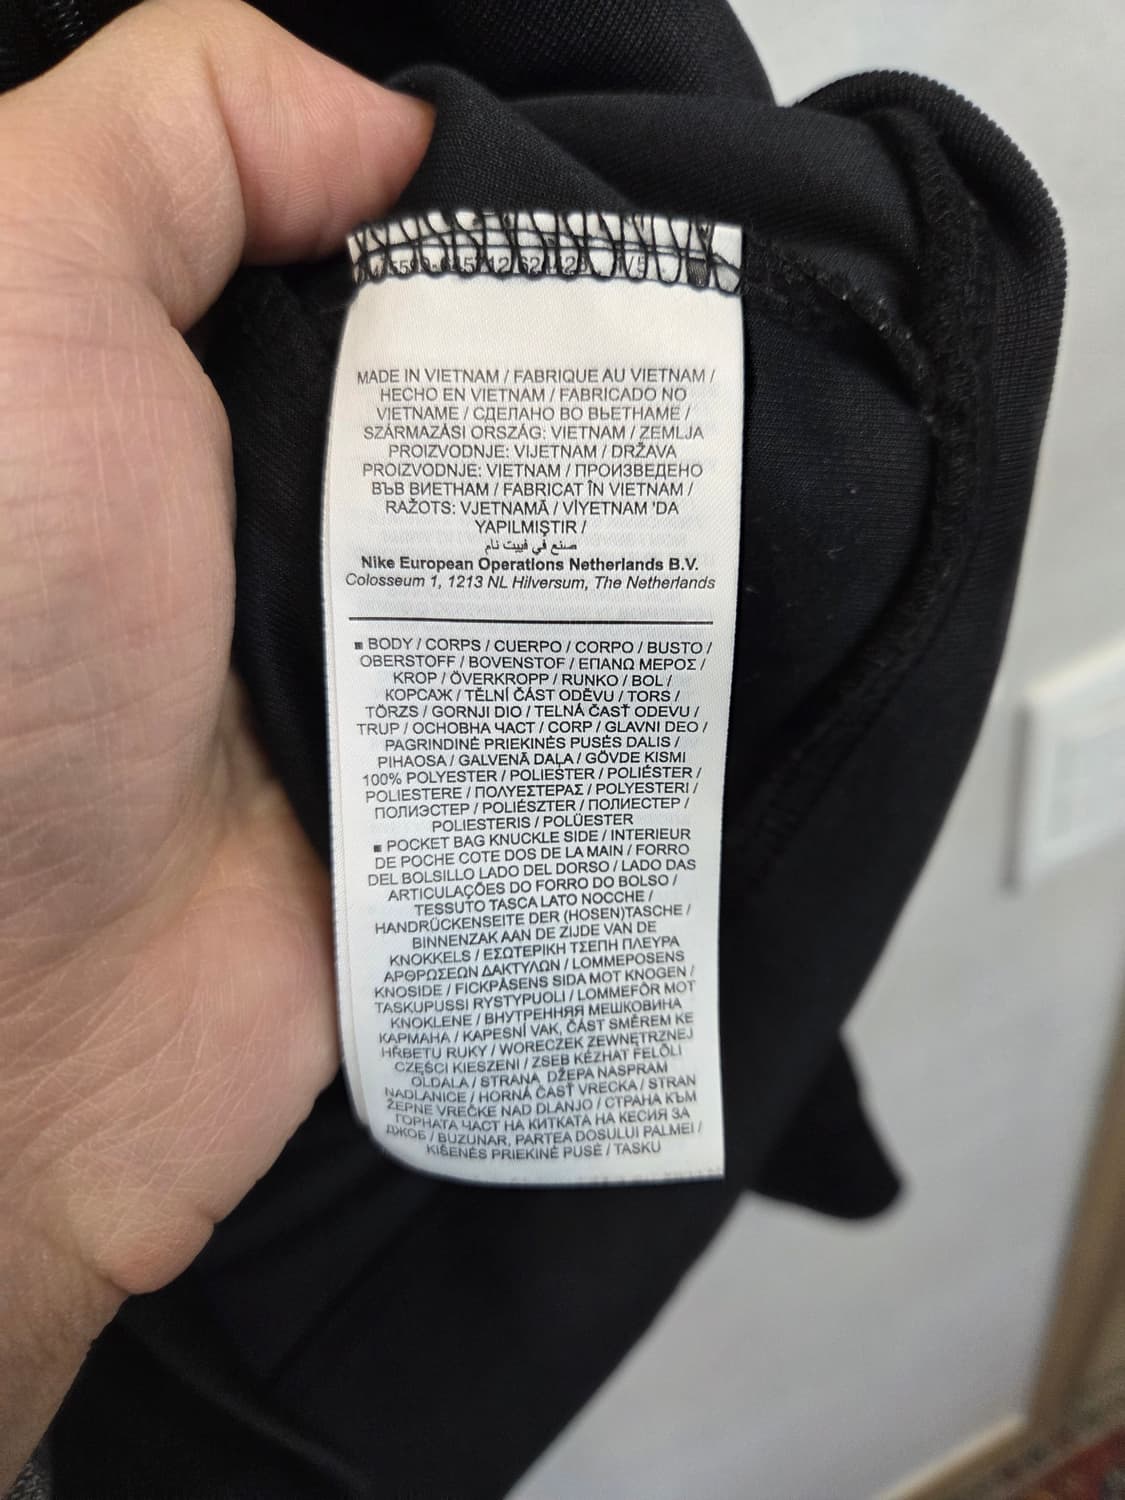 MADE IN VIETNAM / FABRIQUE AU VIETNAM /
HECHO EN VIETNAM / FABRICADO NO
VIETNAME / СДЕЛАНО ВО ВЬЕТНАМЕ /
SZÁRMAZÁSI ORSZÁG: VIETNAM / ZEMLJA
PROIZVODNJE: VIJETNAM / DRŽAVA
PROIZVODNJE: VIETNAM / ПРОИЗВЕДЕНО
ВЪВ ВИЕТНАМ / FABRICAT ÎN VIETNAM /
RAŽOTS: VJETNAMĀ / VİYETNAM 'DA
YAPILMIŞTIR /
صنع في فييت نام
Nike European Operations Netherlands B.V.
Colosseum 1, 1213 NL Hilversum, The Netherlands
■ BODY / CORPS / CUERPO / CORPO / BUSTO /
OBERSTOFF / BOVENSTOF / ΕΠΑΝΩ ΜΕΡΟΣ /
KROP / ÖVERKROPP / RUNKO / BOL /
КОРСАЖ / TĚLNÍ ČÁST ODĚVU / TORS /
TÖRZS / GORNJI DIO / TELNÁ ČASŤ ODEVU /
TRUP / ОСНОВНА ЧАСТ / CORP / GLAVNI DEO /
PAGRINDINĖ PRIEKINĖS PUSĖS DALIS /
PIHAOSA / GALVENĀ DAĻA / GÖVDE KISMI
100% POLYESTER / POLIESTER / POLIÉSTER /
POLIESTERE / ΠΟΛΥΕΣΤΕΡΑΣ / POLYESTERI /
ПОЛИЭСТЕР / POLIÉSZTER / ПОЛИЕСТЕР /
POLIESTERIS / POLÜESTER
■ POCKET BAG KNUCKLE SIDE / INTERIEUR
DE POCHE COTE DOS DE LA MAIN / FORRO
DEL BOLSILLO LADO DEL DORSO / LADO DAS
ARTICULAÇÕES DO FORRO DO BOLSO /
TESSUTO TASCA LATO NOCCHE /
HANDRÜCKENSEITE DER (HOSEN)TASCHE /
BINNENZAK AAN DE ZIJDE VAN DE
KNOKKELS / ΕΣΩΤΕΡΙΚΗ ΤΣΕΠΗ ΠΛΕΥΡΑ
ΑΡΘΡΩΣΕΩΝ ΔΑΚΤΥΛΩΝ / LOMMEPOSENS
KNOSIDE / FICKPÅSENS SIDA MOT KNOGEN /
TASKUPUSSI RYSTYPUOLI / LOMMEFÔR MOT
KNOKLENE / ВНУТРЕННЯЯ МЕШКОВИНА
КАРМАНА / KAPESNÍ VAK, ČÁST SMĚREM KE
HŘBETU RUKY / WORECZEK ZEWNĘTRZNEJ
CZĘŚCI KIESZENI / ZSEB KÉZHÁT FELŐLI
OLDALA / STRANA DŽEPA NASPRAM
NADLANICE / HORNÁ ČASŤ VRECKA / STRAN
ŽEPNE VREČKE NAD DLANJO / СТРАНА КЪМ
ГОРНАТА ЧАСТ НА КИТКАТА НА КЕСИЯ ЗА
ДЖОБ / BUZUNAR, PARTEA DOSULUI PALMEI /
KIŠENĖS PRIEKINĖ PUSĖ / TASKU